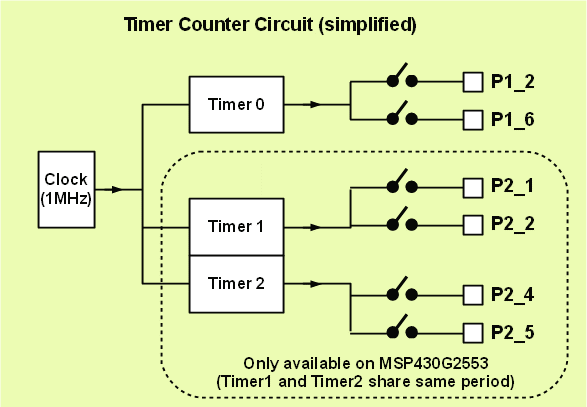 Timer Counter Circuit (simplified)
Timer 0
P1_2
P1_6
Clock
(1MHz)
Timer 1
P2_1
P2_2
Timer 2
P2_4
P2_5
Only available on MSP430G2553
(Timer1 and Timer2 share same period)